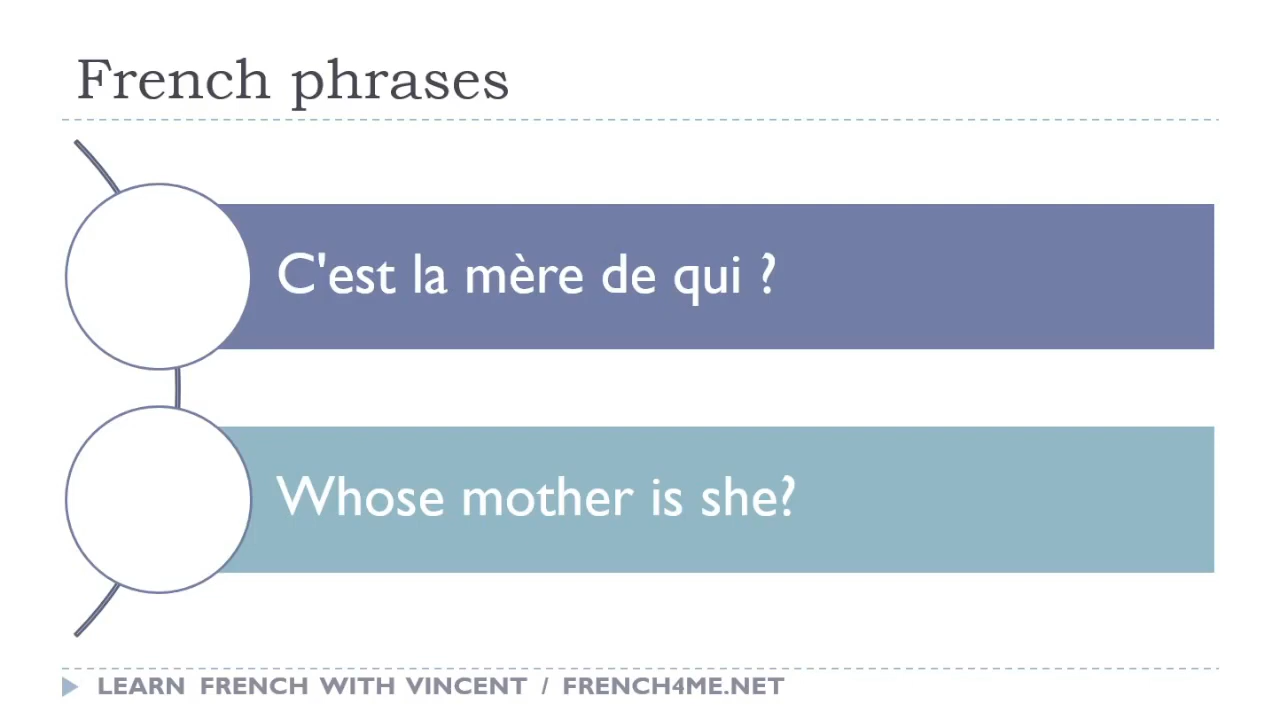 French phrases
C'est la mère de qui ?
Whose mother is she?
LEARN FRENCH WITH VINCENT / FRENCH4ME.NET